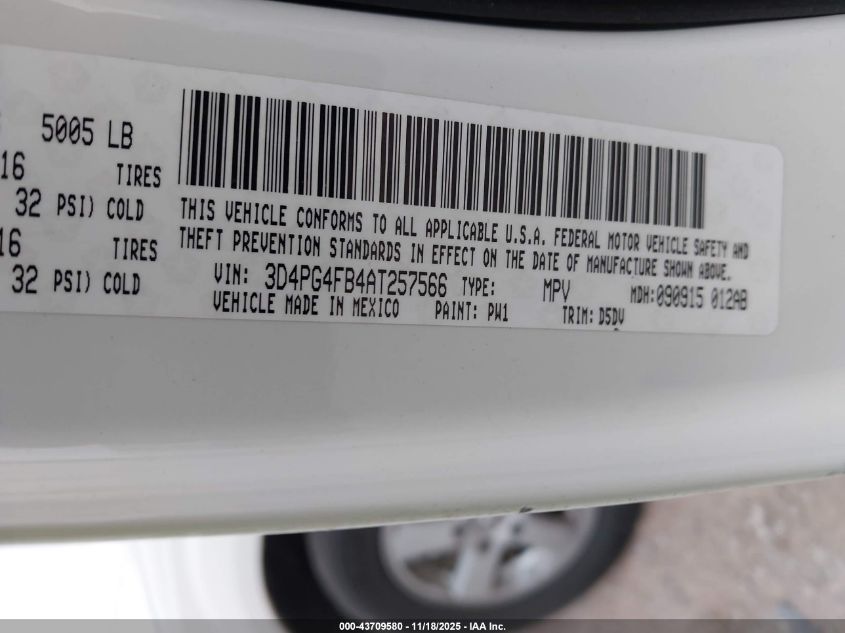 5005 LB
16 TIRES
32 PSI) COLD
16 TIRES
32 PSI) COLD
THIS VEHICLE CONFORMS TO ALL APPLICABLE U.S.A. FEDERAL MOTOR VEHICLE SAFETY AND
THEFT PREVENTION STANDARDS IN EFFECT ON THE DATE OF MANUFACTURE SHOWN ABOVE.
VIN: 3D4PG4FB4AT257566 TYPE: MPV MDH:090915 012AB
VEHICLE MADE IN MEXICO PAINT: PW1 TRIM: D5DV
000-43709580 - 11/18/2025 - IAA Inc.